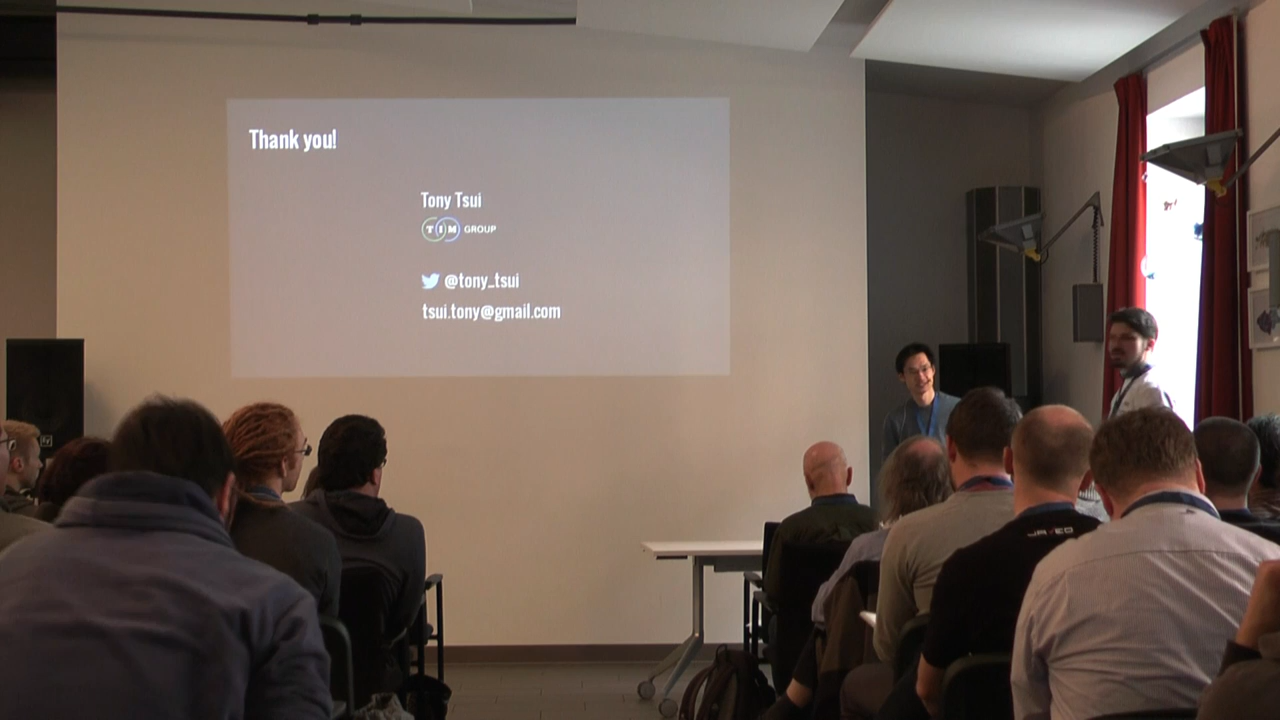 Thank you!
Tony Tsui
TIM GROUP
@tony_tsui
tsui.tony@gmail.com